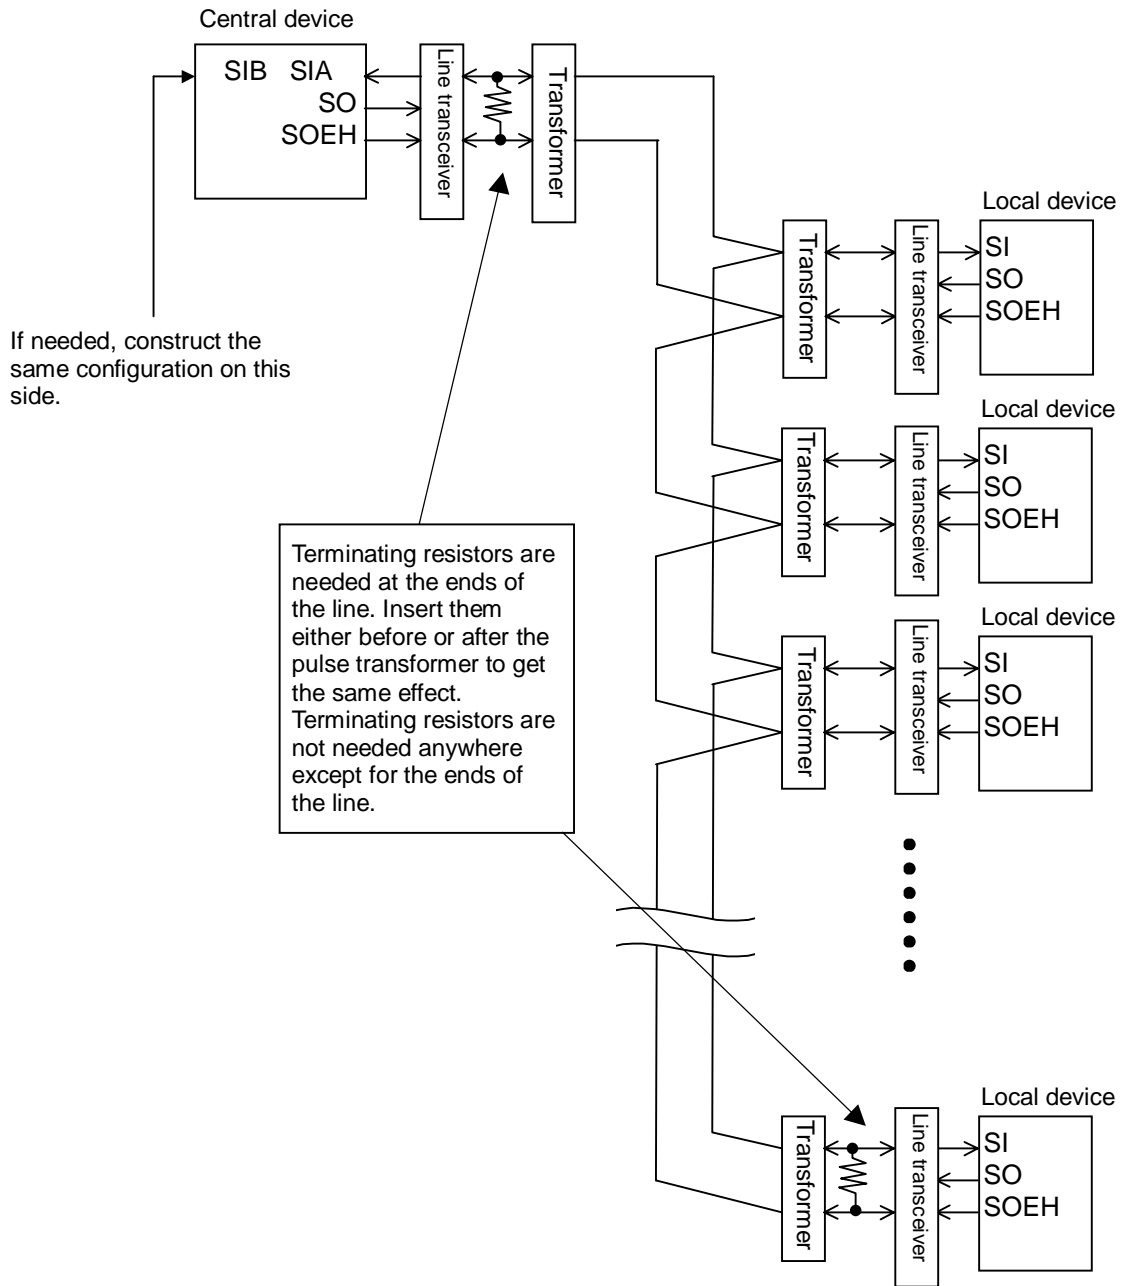 Central device
SIB SIA
SO
SOEH
Line transceiver
Transformer
If needed, construct the
same configuration on this
side.
Local device
Transformer
Line transceiver
SI
SO
SOEH
Local device
Transformer
Line transceiver
SI
SO
SOEH
Terminating resistors are
needed at the ends of
the line. Insert them
either before or after the
pulse transformer to get
the same effect.
Terminating resistors are
not needed anywhere
except for the ends of
the line.
Local device
Transformer
Line transceiver
SI
SO
SOEH
Local device
Transformer
Line transceiver
SI
SO
SOEH